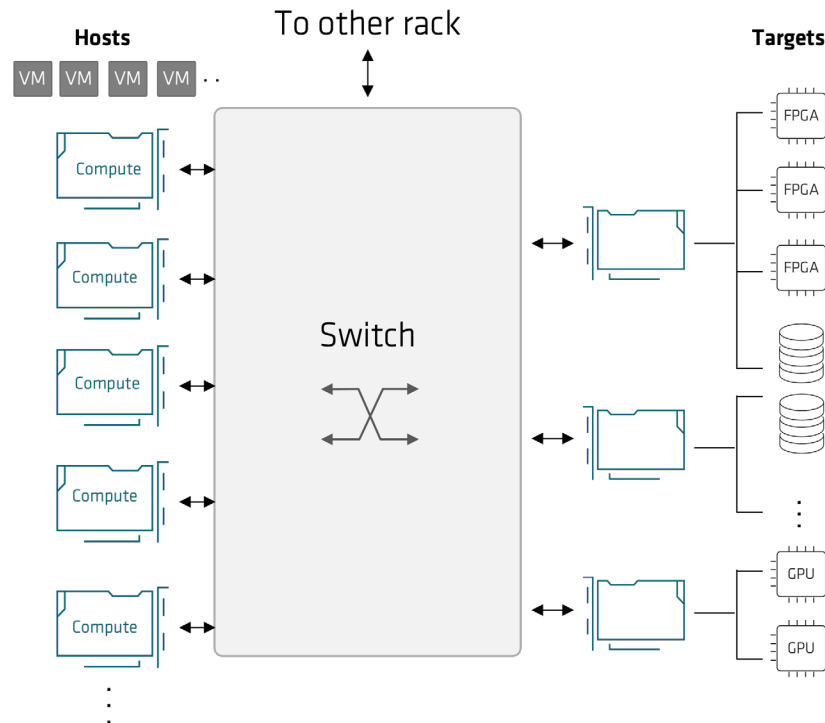 Hosts
To other rack
Targets
VM VM VM VM ..
FPGA
Compute
FPGA
Compute
FPGA
Switch
Compute
Compute
GPU
Compute
GPU